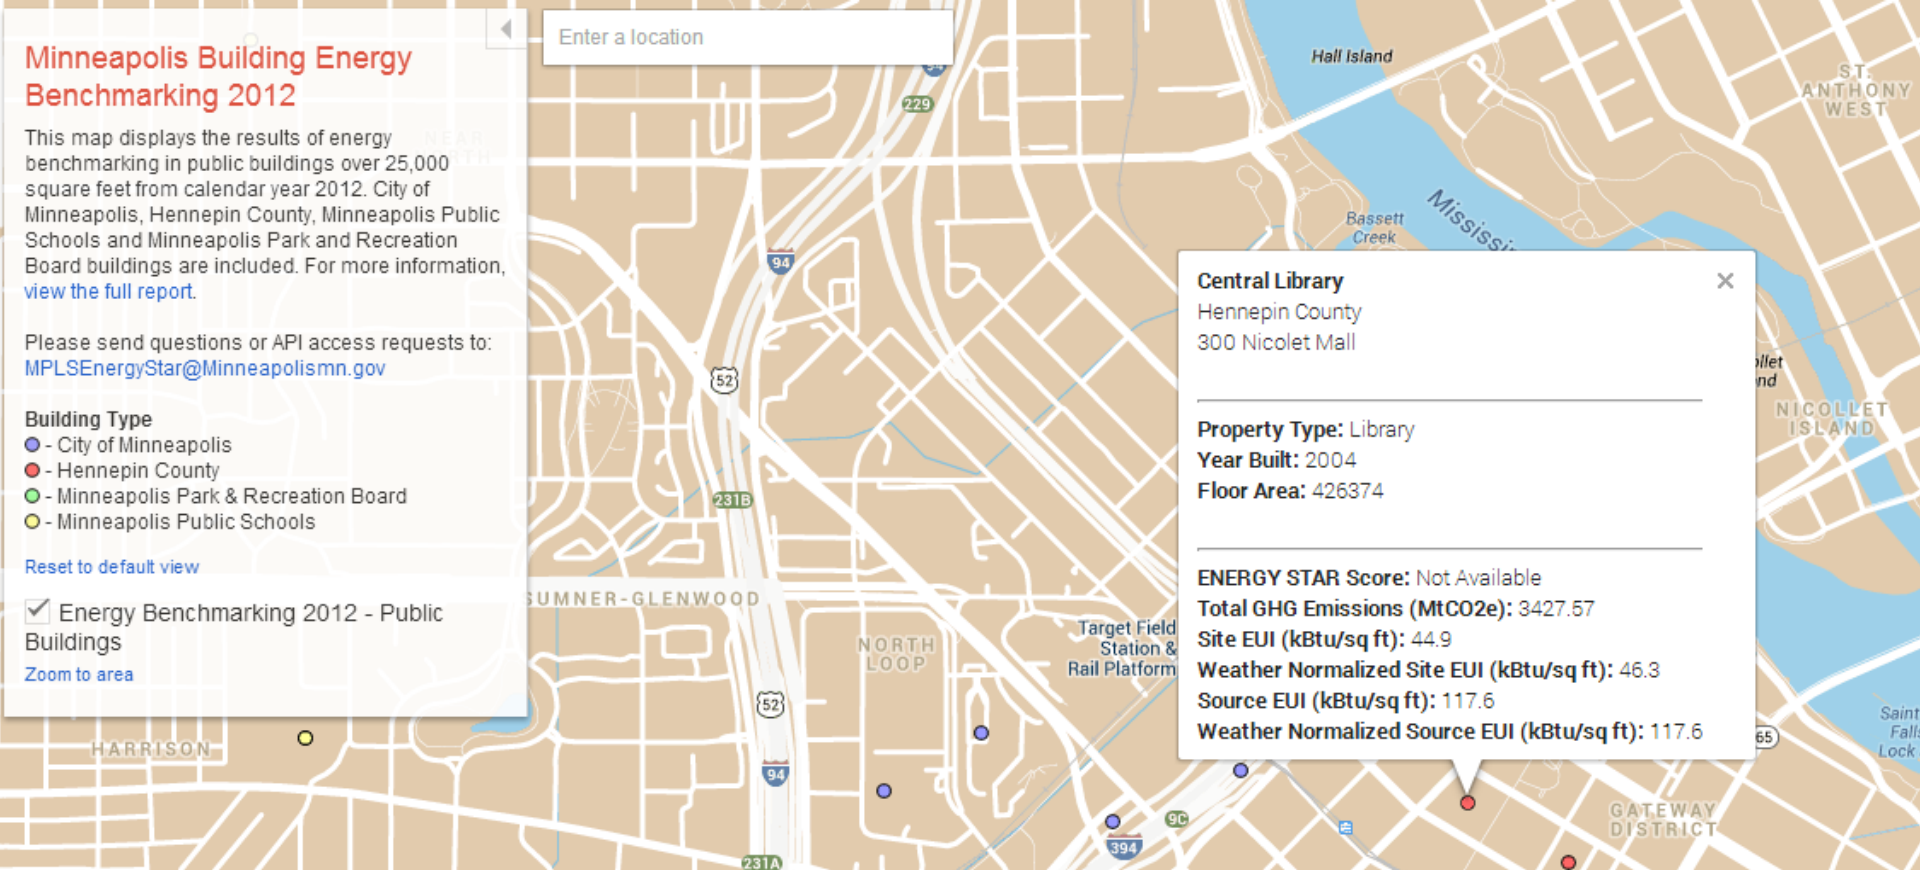 Minneapolis Building Energy
Benchmarking 2012
This map displays the results of energy
benchmarking in public buildings over 25,000
square feet from calendar year 2012. City of
Minneapolis, Hennepin County, Minneapolis Public
Schools and Minneapolis Park and Recreation
Board buildings are included. For more information,
view the full report.
Please send questions or API access requests to:
MPLSEnergyStar@Minneapolismn.gov
Building Type
- City of Minneapolis
- Hennepin County
- Minneapolis Park & Recreation Board
- Minneapolis Public Schools
Reset to default view
Energy Benchmarking 2012 - Public
Buildings
Zoom to area
Enter a location
94
229
Hall Island
ST.
ANTHONY
WEST
Bassett
Creek
94
52
231B
NICOLLET
ISLAND
Central Library
Hennepin County
300 Nicolet Mall
Property Type: Library
Year Built: 2004
Floor Area: 426374
ENERGY STAR Score: Not Available
Total GHG Emissions (MtCO2e): 3427.57
Site EUI (kBtu/sq ft): 44.9
Weather Normalized Site EUI (kBtu/sq ft): 46.3
Source EUI (kBtu/sq ft): 117.6
Weather Normalized Source EUI (kBtu/sq ft): 117.6
SUMNER-GLENWOOD
NORTH
LOOP
Target Field
Station &
Rail Platform
52
HARRISON
94
65
Saint
Lock
9C
394
231A
GATEWAY
DISTRICT